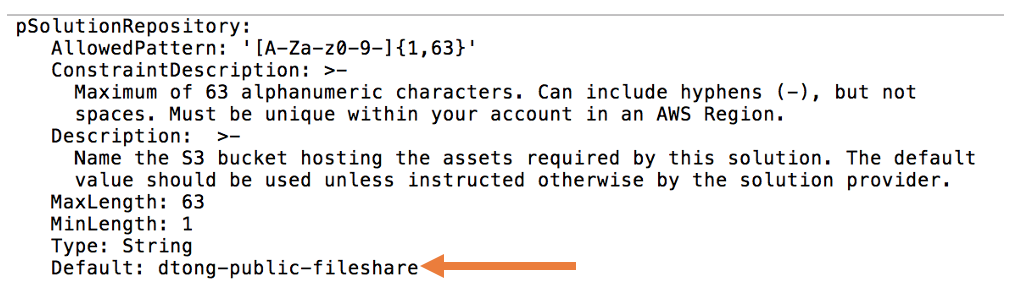 pSolutionRepository:
AllowedPattern: '[A-Za-z0-9-]{1,63}'
ConstraintDescription: >-
Maximum of 63 alphanumeric characters. Can include hyphens (-), but not
spaces. Must be unique within your account in an AWS Region.
Description:  >-
Name the S3 bucket hosting the assets required by this solution. The default
value should be used unless instructed otherwise by the solution provider.
MaxLength: 63
MinLength: 1
Type: String
Default: dtong-public-fileshare